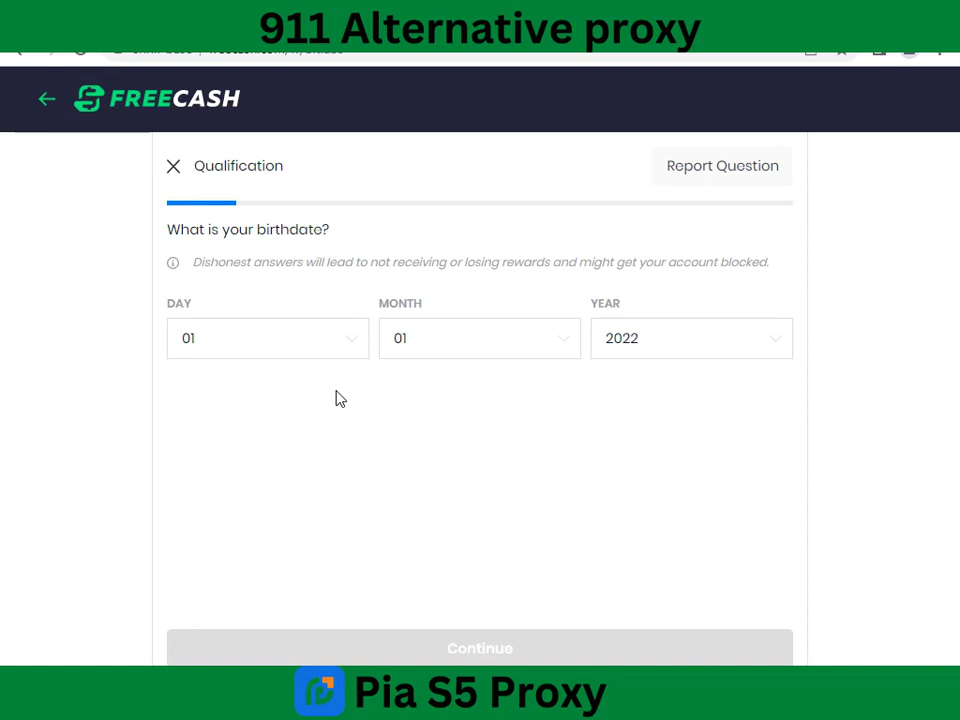 911 Alternative proxy
FREECASH
Qualification
Report Question
What is your birthdate?
Dishonest answers will lead to not receiving or losing rewards and might get your account blocked.
DAY MONTH YEAR
01 01 2022
Continue
Pia S5 Proxy